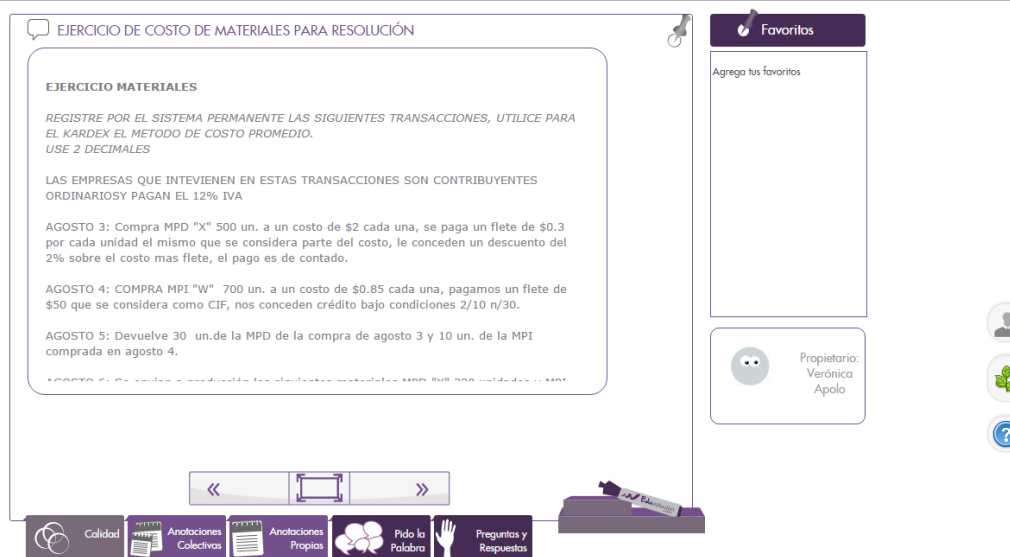 EJERCICIO DE COSTO DE MATERIALES PARA RESOLUCIÓN
EJERCICIO MATERIALES
REGISTRE POR EL SISTEMA PERMANENTE LAS SIGUIENTES TRANSACCIONES, UTILICE PARA
EL KARDEX EL METODO DE COSTO PROMEDIO.
USE 2 DECIMALES
LAS EMPRESAS QUE INTEVIENEN EN ESTAS TRANSACCIONES SON CONTRIBUYENTES
ORDINARIOSY PAGAN EL 12% IVA
AGOSTO 3: Compra MPD "X" 500 un. a un costo de $2 cada una, se paga un flete de $0.3
por cada unidad el mismo que se considera parte del costo, le conceden un descuento del
2% sobre el costo mas flete, el pago es de contado.
AGOSTO 4: COMPRA MPI "W" 700 un. a un costo de $0.85 cada una, pagamos un flete de
$50 que se considera como CIF, nos conceden crédito bajo condiciones 2/10 n/30.
AGOSTO 5: Devuelve 30 un.de la MPD de la compra de agosto 3 y 10 un. de la MPI
comprada en agosto 4.
Favoritos
Agrega tus favoritos
Propietario:
Verónica
Apolo
Calidad
Anotaciones
Colectivas
Anotaciones
Propias
Pido la
Palabra
Preguntas y
Respuestas